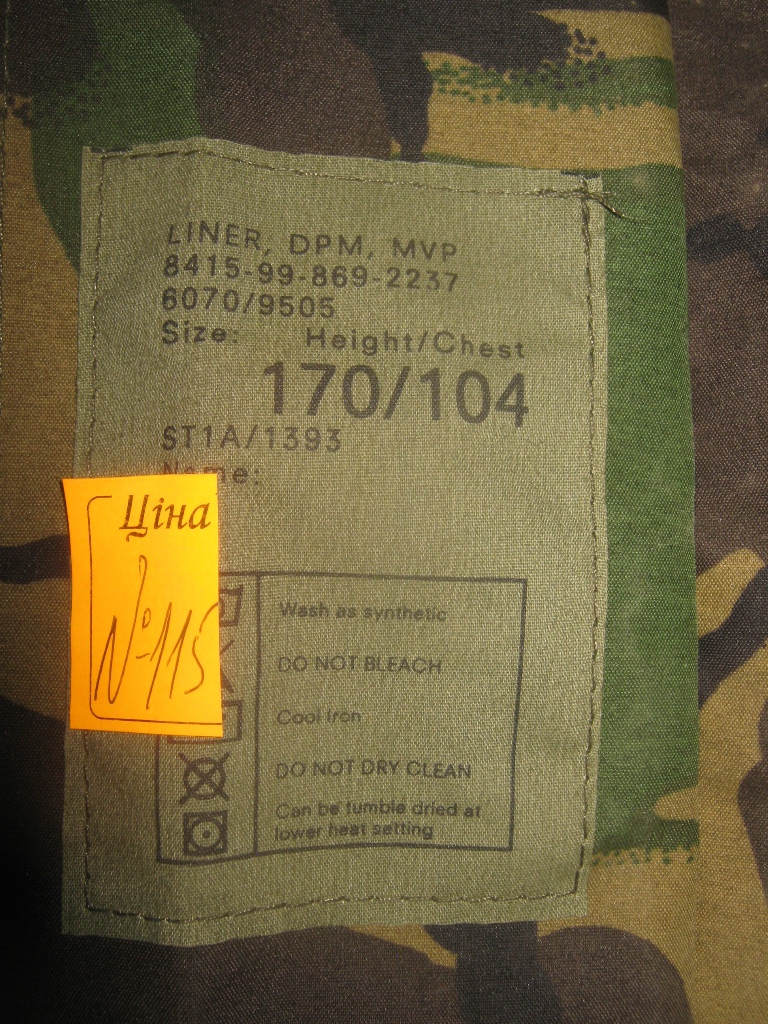 LINER, DPM, MVP
8415-99-869-2237
6070/9505
Size: Height/Chest
170/104
ST1A/1393
Name:
Ціна
№-115
Wash as synthetic
DO NOT BLEACH
Cool Iron
DO NOT DRY CLEAN
Can be tumble dried at
lower heat setting